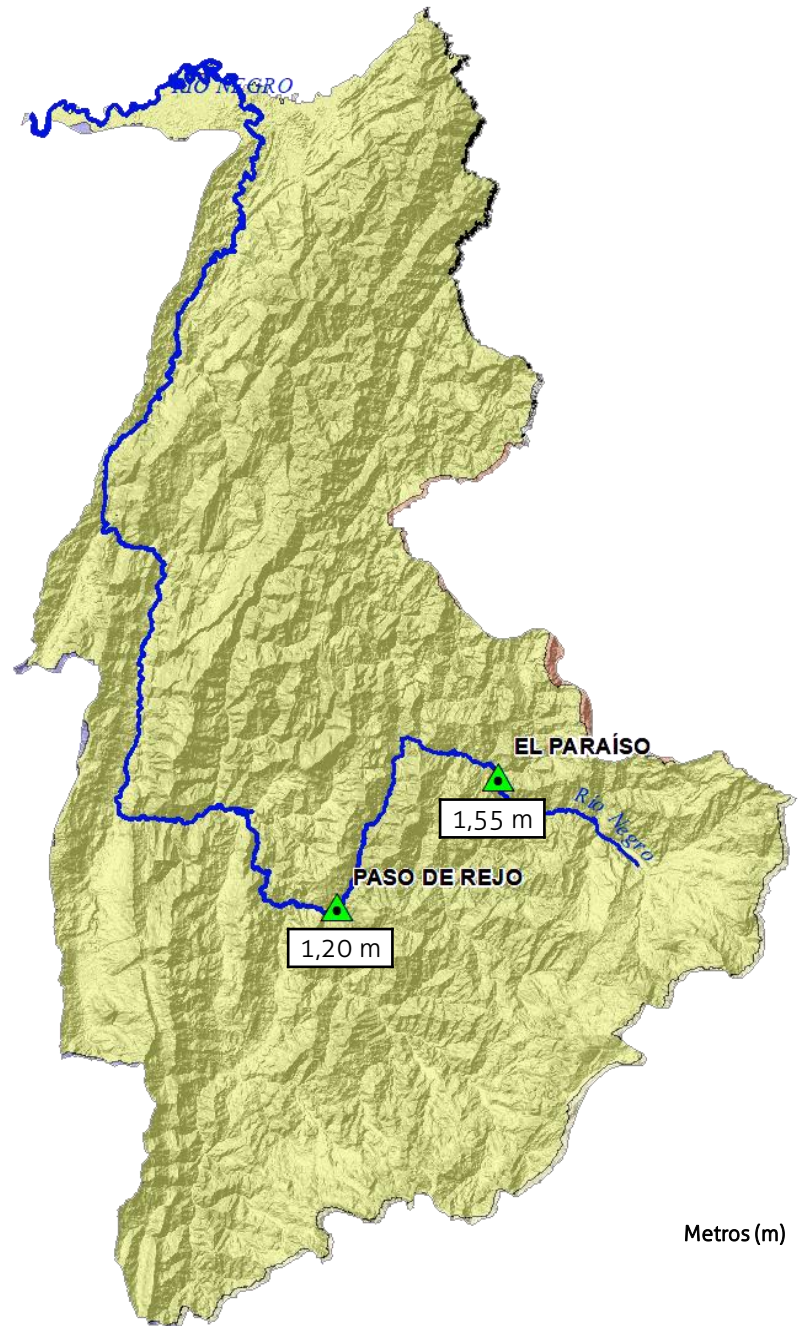 RÍO NEGRO
EL PARAÍSO
1,55 m
Río Negro
PASO DE REJO
1,20 m
Metros (m)